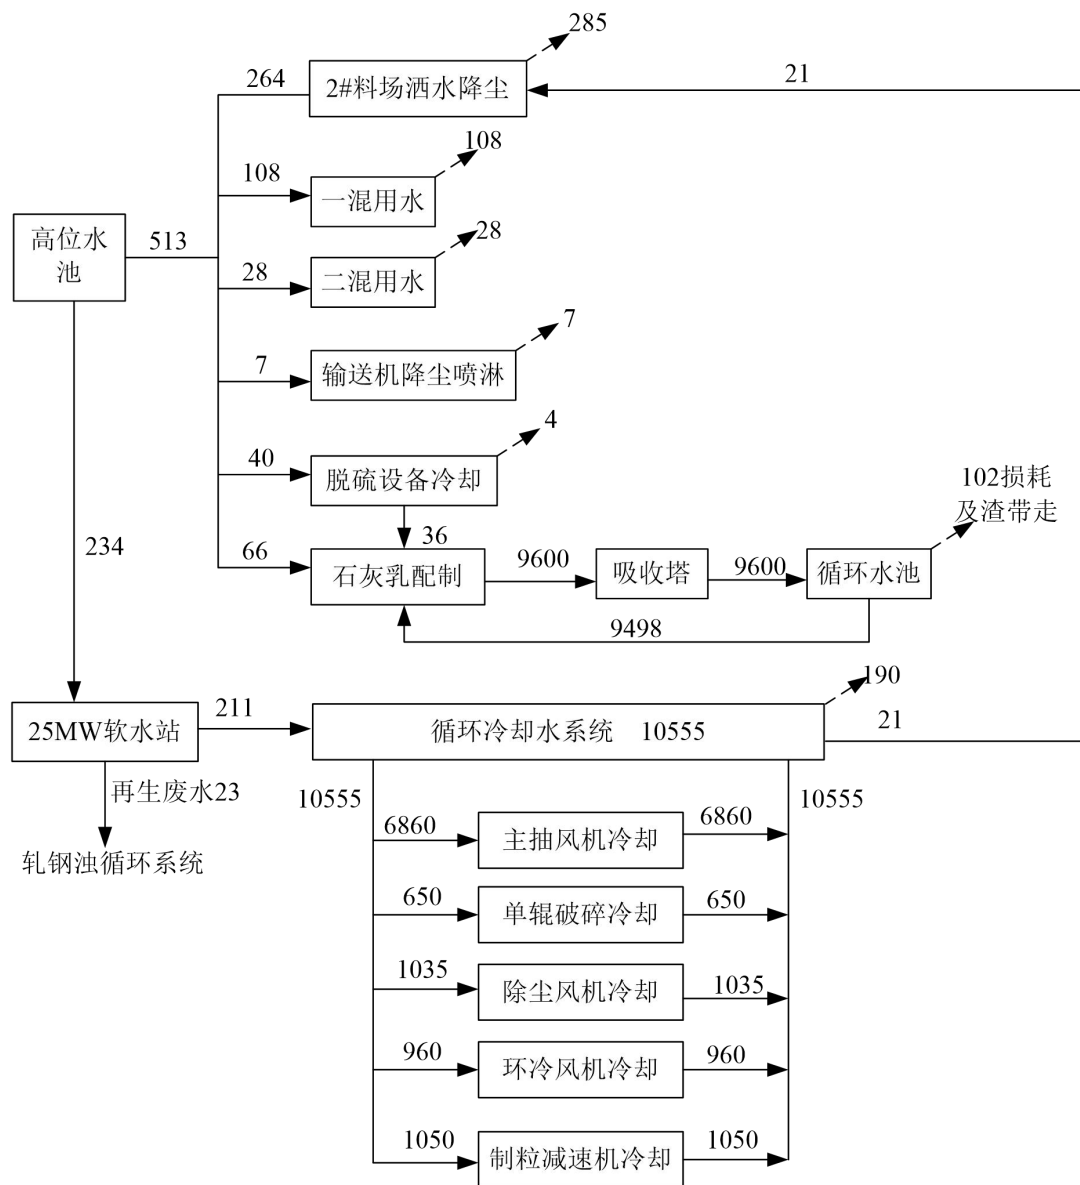 285
264
2#料场洒水降尘
21
108
108
一混用水
高位水
池
513
28
28
二混用水
7
7
输送机降尘喷淋
4
40
脱硫设备冷却
102损耗
及渣带走
234
36
66
石灰乳配制
9600
吸收塔
9600
循环水池
9498
190
25MW软水站
211
循环冷却水系统 10555
21
再生废水23
轧钢浊循环系统
10555
10555
6860
主抽风机冷却
6860
650
单辊破碎冷却
650
1035
除尘风机冷却
1035
960
环冷风机冷却
960
1050
制粒减速机冷却
1050